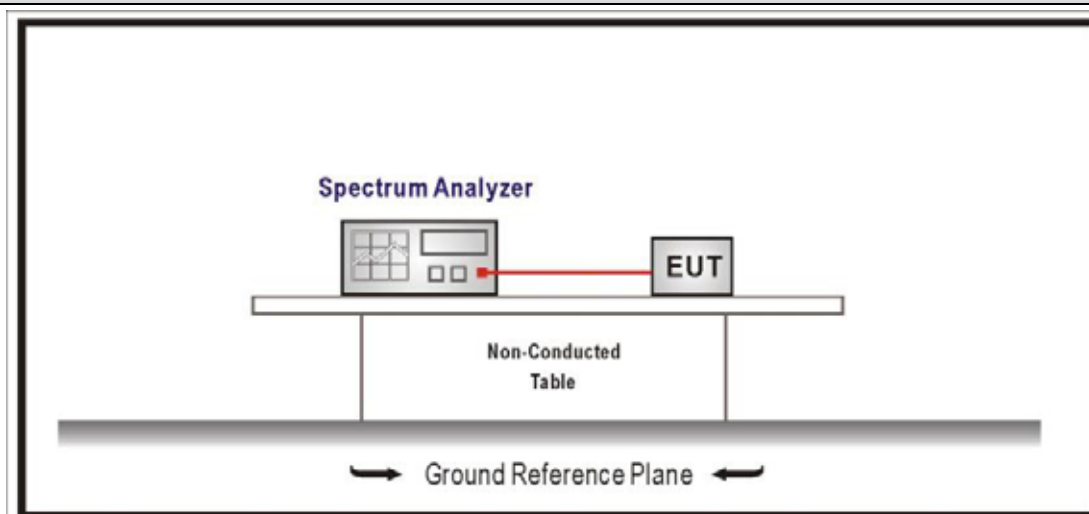 Spectrum Analyzer
EUT
Non-Conducted
Table
Ground Reference Plane